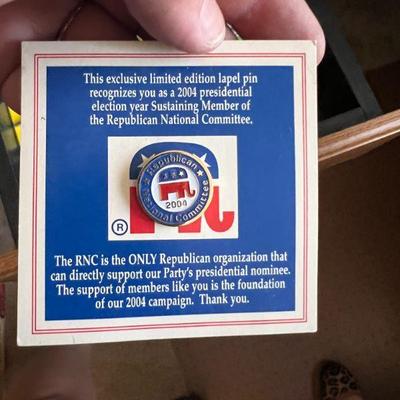 This exclusive limited edition lapel pin
recognizes you as a 2004 presidential
election year Sustaining Member of
the Republican National Committee.
Republican
2004
National Committee
®
The RNC is the ONLY Republican organization that
can directly support our Party's presidential nominee.
The support of members like you is the foundation
of our 2004 campaign.  Thank you.